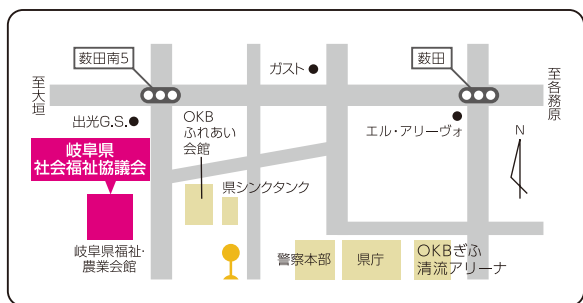 薮田南5
薮田
ガスト
至大垣
至各務原
出光G.S.
OKB
ふれあい
会館
エル・アリーヴォ
N
岐阜県
社会福祉協議会
県シンクタンク
岐阜県福祉・
農業会館
警察本部
県庁
OKBぎふ
清流アリーナ